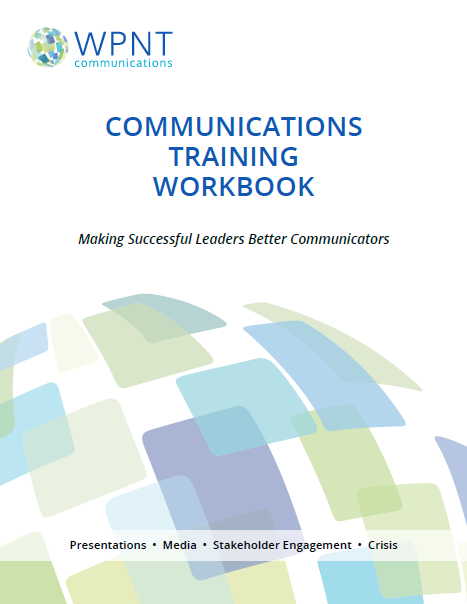 WPNT
communications
COMMUNICATIONS
TRAINING
WORKBOOK
Making Successful Leaders Better Communicators
Presentations • Media • Stakeholder Engagement • Crisis